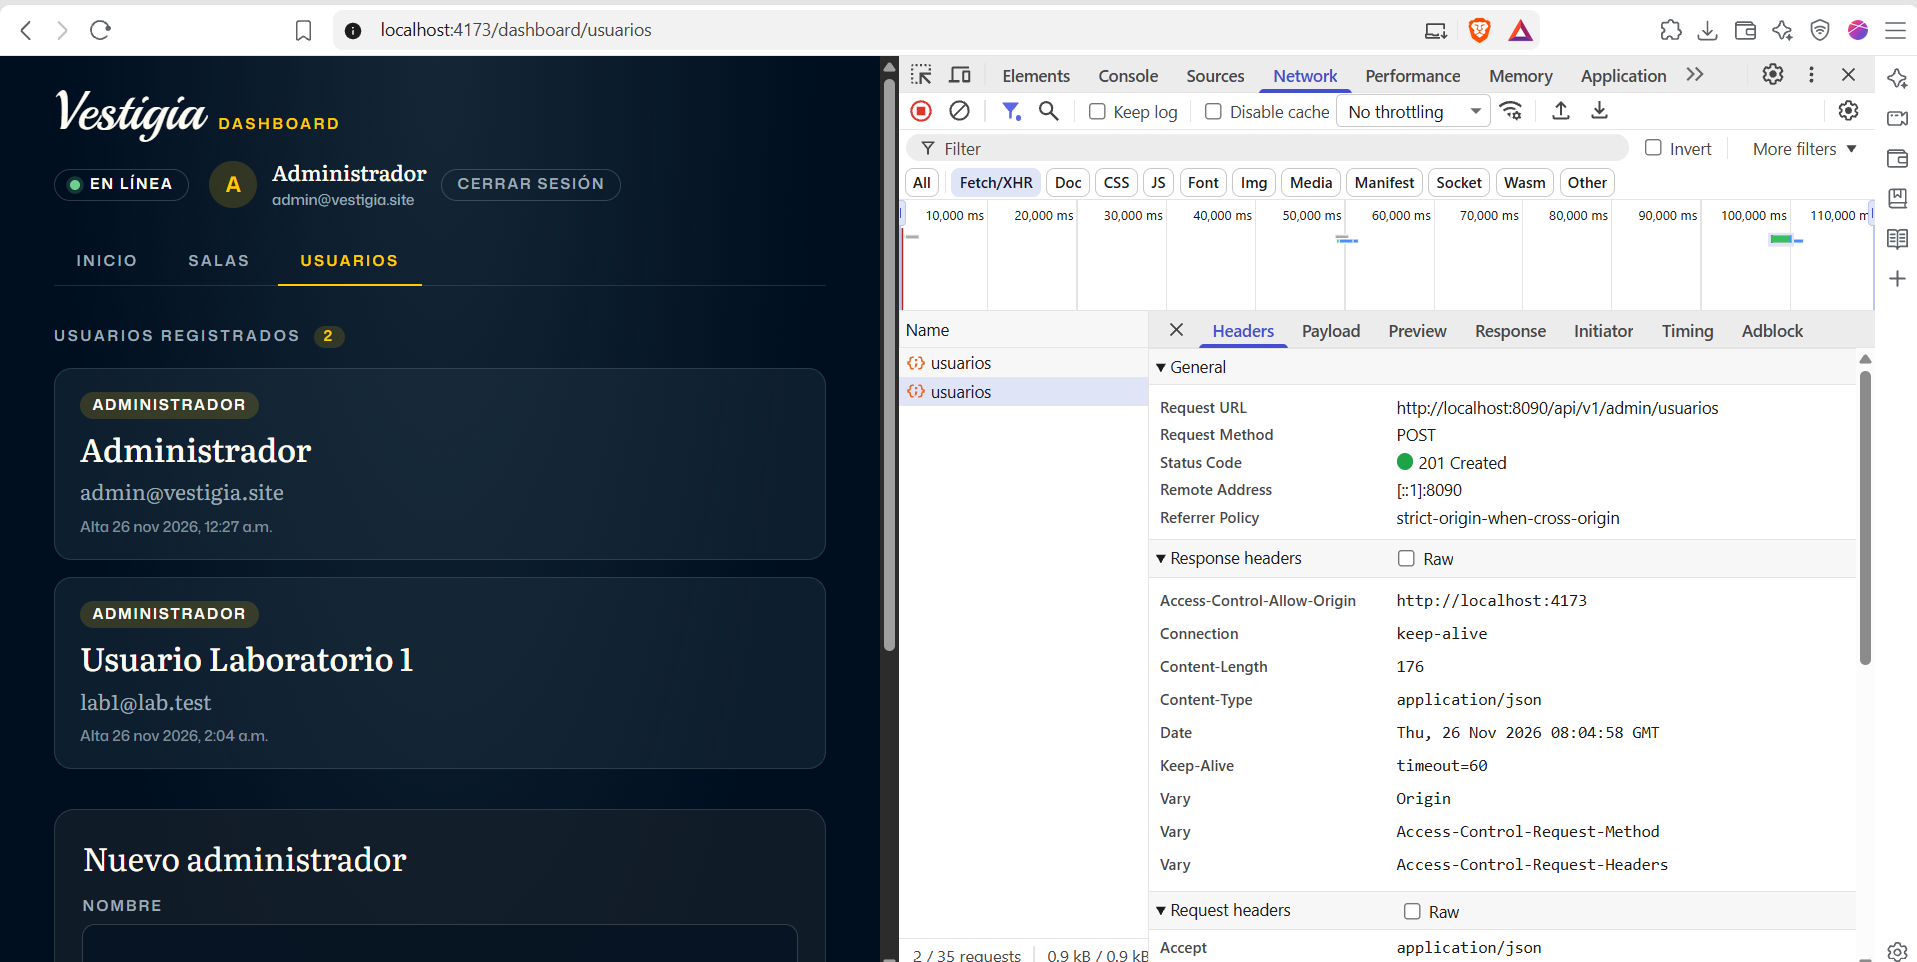 localhost:4173/dashboard/usuarios
Vestigia DASHBOARD
EN LÍNEA
A
Administrador
admin@vestigia.site
CERRAR SESIÓN
INICIO SALAS USUARIOS
USUARIOS REGISTRADOS 2
ADMINISTRADOR
Administrador
admin@vestigia.site
Alta 26 nov 2026, 12:27 a.m.
ADMINISTRADOR
Usuario Laboratorio 1
lab1@lab.test
Alta 26 nov 2026, 2:04 a.m.
Nuevo administrador
NOMBRE
Elements Console Sources Network Performance Memory Application
Keep log Disable cache No throttling
Filter Invert More filters
All Fetch/XHR Doc CSS JS Font Img Media Manifest Socket Wasm Other
10,000 ms 20,000 ms 30,000 ms 40,000 ms 50,000 ms 60,000 ms 70,000 ms 80,000 ms 90,000 ms 100,000 ms 110,000 m
Name
usuarios
usuarios
2 / 35 requests 0.9 kB / 0.9 kB
Headers Payload Preview Response Initiator Timing Adblock
General
Request URL http://localhost:8090/api/v1/admin/usuarios
Request Method POST
Status Code 201 Created
Remote Address [::1]:8090
Referrer Policy strict-origin-when-cross-origin
Response headers Raw
Access-Control-Allow-Origin http://localhost:4173
Connection keep-alive
Content-Length 176
Content-Type application/json
Date Thu, 26 Nov 2026 08:04:58 GMT
Keep-Alive timeout=60
Vary Origin
Vary Access-Control-Request-Method
Vary Access-Control-Request-Headers
Request headers Raw
Accept application/json